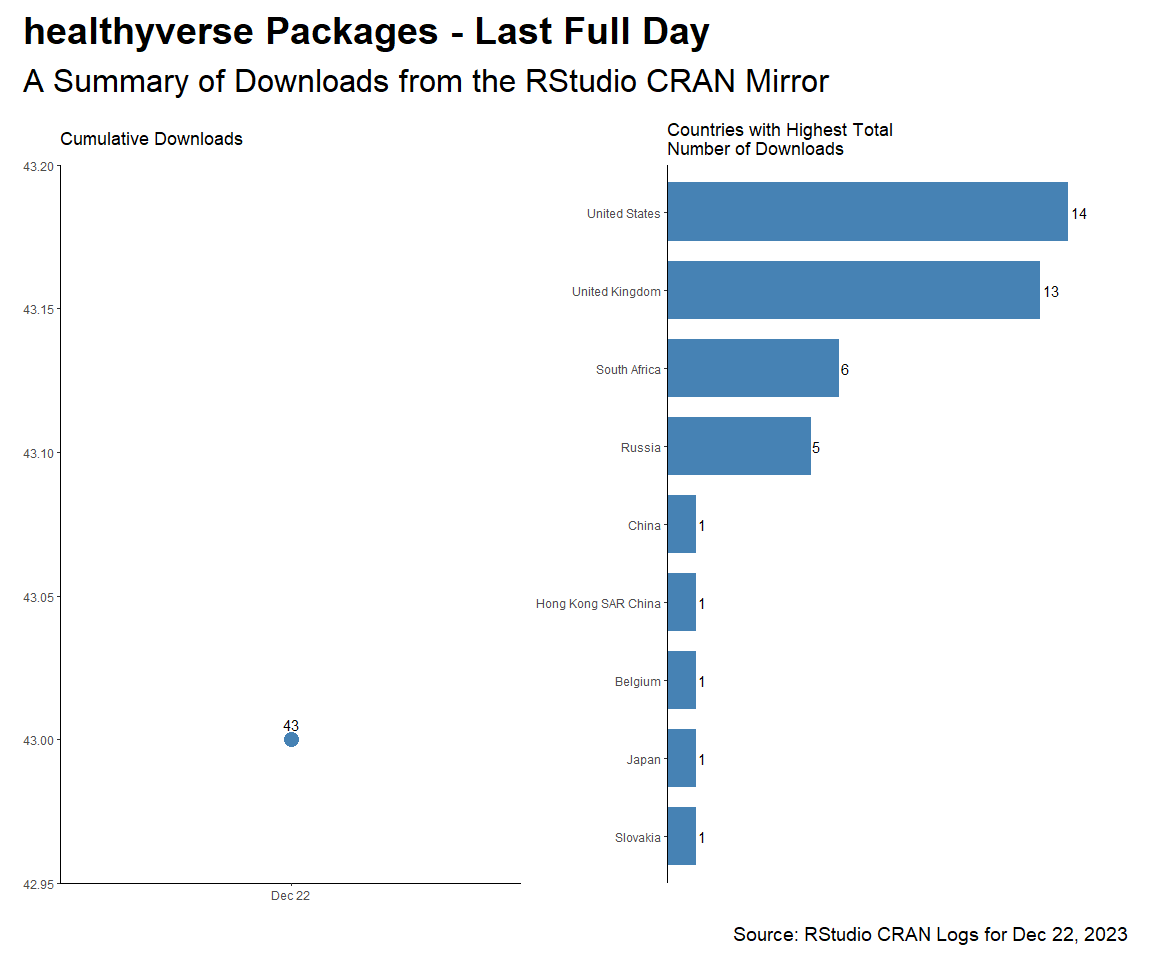 healthyverse Packages - Last Full Day
A Summary of Downloads from the RStudio CRAN Mirror
Cumulative Downloads
43.20
43.15
43.10
43.05
43.00
42.95
43
Dec 22
Countries with Highest Total
Number of Downloads
United States 14
United Kingdom 13
South Africa 6
Russia 5
China 1
Hong Kong SAR China 1
Belgium 1
Japan 1
Slovakia 1
Source: RStudio CRAN Logs for Dec 22, 2023